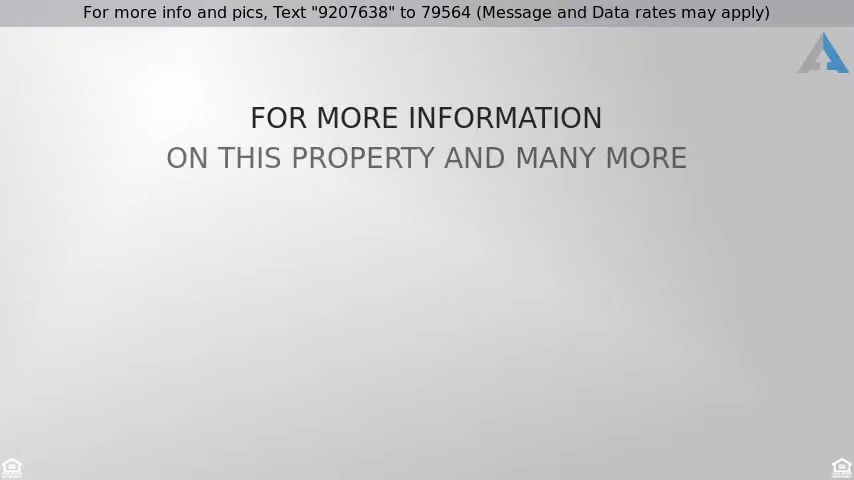 For more info and pics, Text "9207638" to 79564 (Message and Data rates may apply)
FOR MORE INFORMATION
ON THIS PROPERTY AND MANY MORE